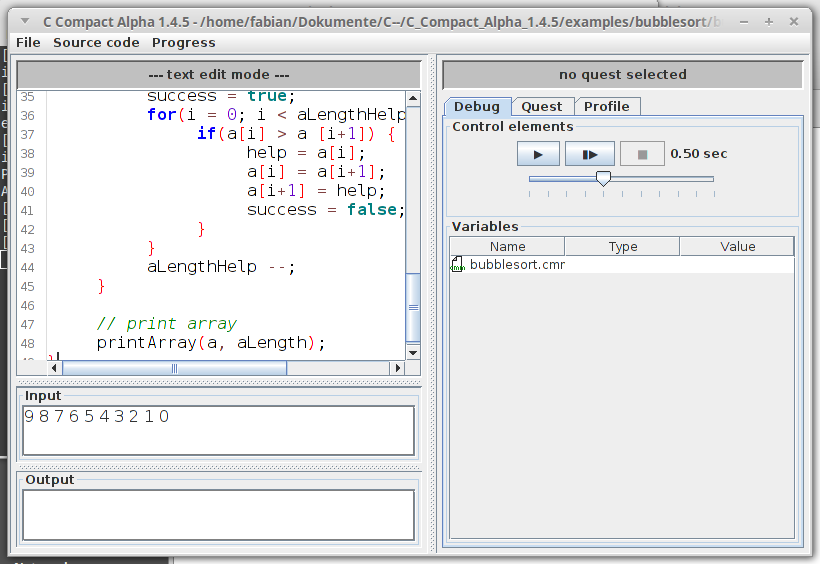 C Compact Alpha 1.4.5 - /home/fabian/Dokumente/C--/C_Compact_Alpha_1.4.5/examples/bubblesort/b
File Source code Progress
--- text edit mode ---
35 success = true;
36 for(i = 0; i < aLengthHelp
37 if(a[i] > a [i+1]) {
38 help = a[i];
39 a[i] = a[i+1];
40 a[i+1] = help;
41 success = false;
42 }
43 }
44 aLengthHelp --;
45 }
46
47 // print array
48 printArray(a, aLength);
49 }
Input
9 8 7 6 5 4 3 2 1 0
Output
no quest selected
Debug Quest Profile
Control elements
0.50 sec
Variables
Name Type Value
bubblesort.cmr